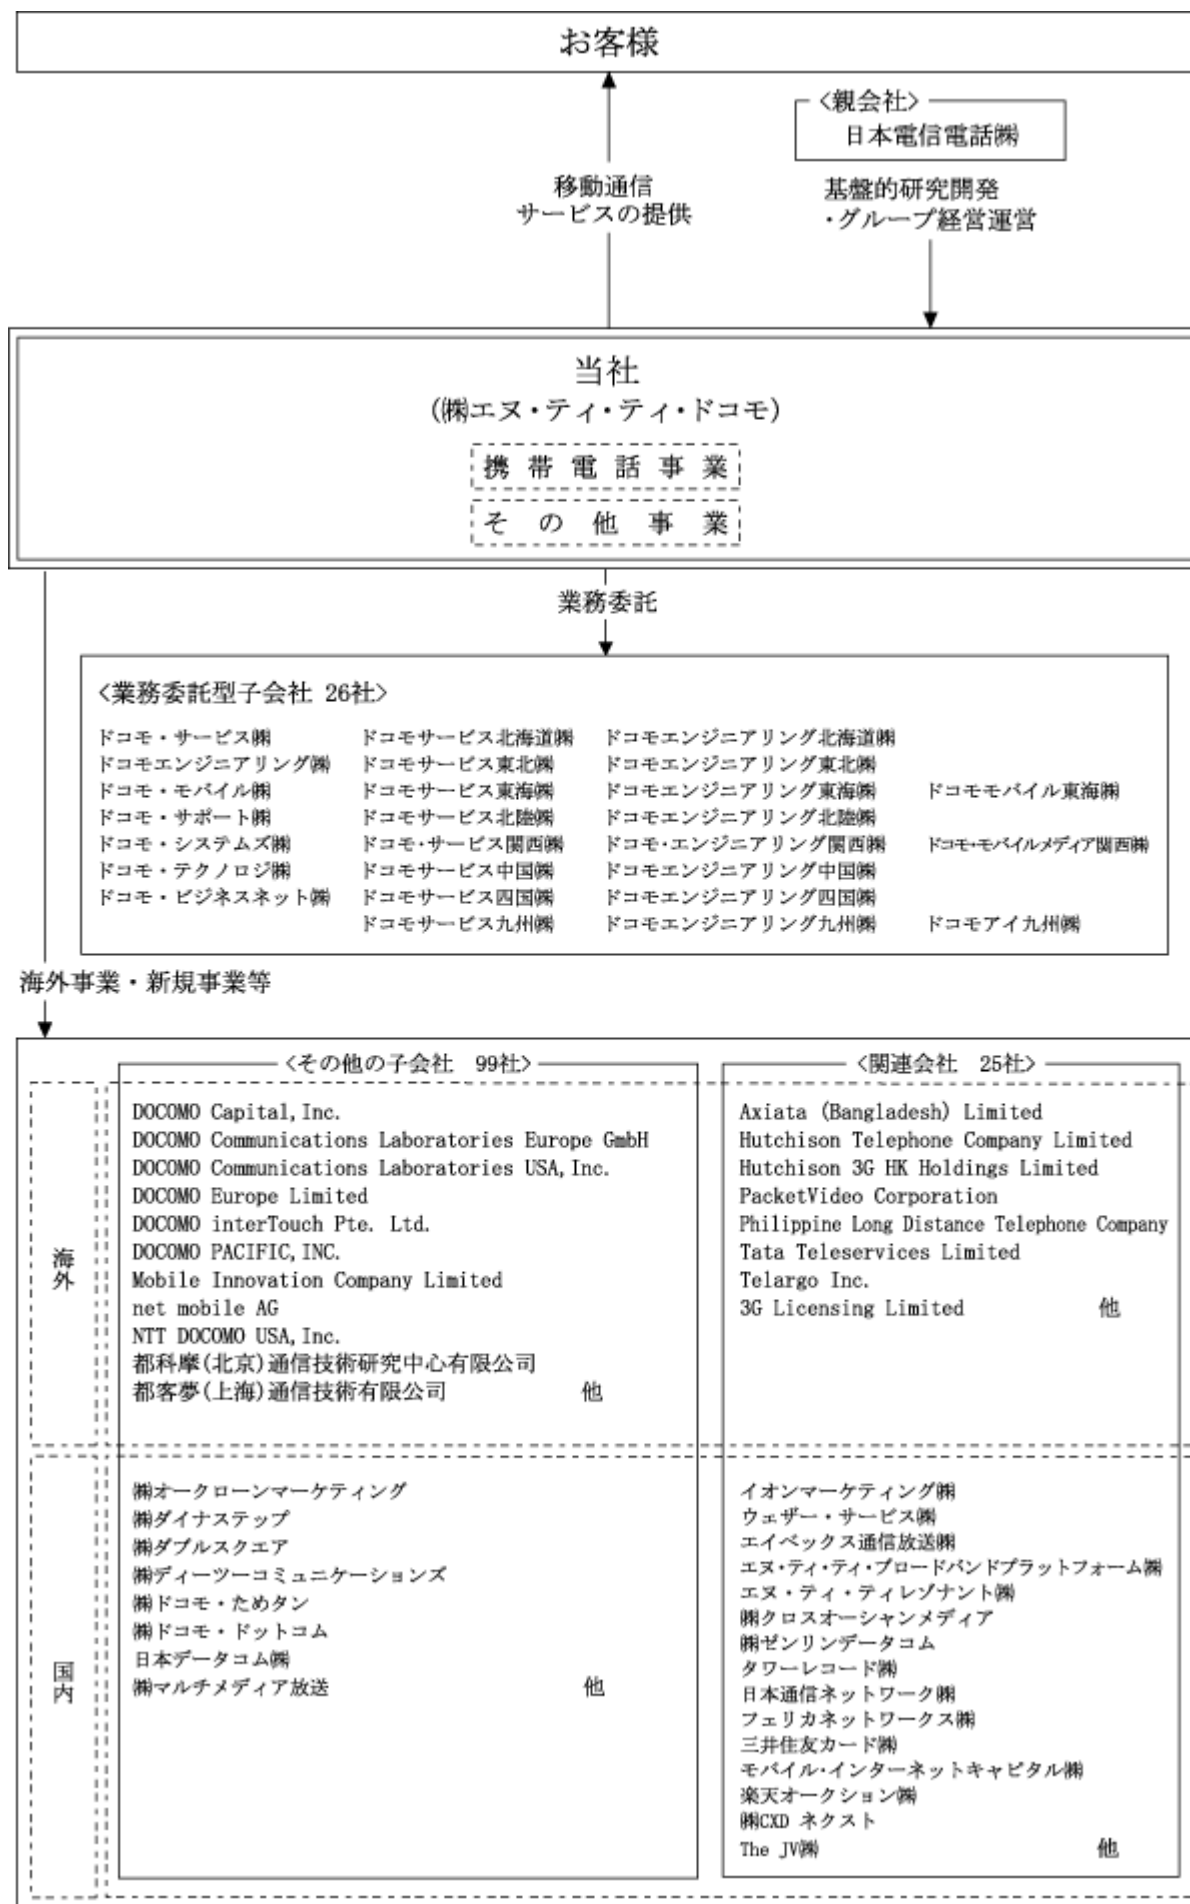 お客様
<親会社>
日本電信電話㈱
移動通信
サービスの提供
基盤的研究開発
・グループ経営運営
当社
(㈱エヌ・ティ・ティ・ドコモ)
携帯電話事業
その他事業
業務委託
<業務委託型子会社 26社>
ドコモ・サービス㈱ ドコモサービス北海道㈱ ドコモエンジニアリング北海道㈱
ドコモエンジニアリング㈱ ドコモサービス東北㈱ ドコモエンジニアリング東北㈱
ドコモ・モバイル㈱ ドコモサービス東海㈱ ドコモエンジニアリング東海㈱ ドコモモバイル東海㈱
ドコモ・サポート㈱ ドコモサービス北陸㈱ ドコモエンジニアリング北陸㈱
ドコモ・システムズ㈱ ドコモ・サービス関西㈱ ドコモ・エンジニアリング関西㈱ ドコモ・モバイルメディア関西㈱
ドコモ・テクノロジ㈱ ドコモサービス中国㈱ ドコモエンジニアリング中国㈱
ドコモ・ビジネスネット㈱ ドコモサービス四国㈱ ドコモエンジニアリング四国㈱
ドコモサービス九州㈱ ドコモエンジニアリング九州㈱ ドコモアイ九州㈱
海外事業・新規事業等
<その他の子会社 99社>
海外
DOCOMO Capital, Inc.
DOCOMO Communications Laboratories Europe GmbH
DOCOMO Communications Laboratories USA, Inc.
DOCOMO Europe Limited
DOCOMO interTouch Pte. Ltd.
DOCOMO PACIFIC, INC.
Mobile Innovation Company Limited
net mobile AG
NTT DOCOMO USA, Inc.
都科摩(北京)通信技術研究中心有限公司
都客夢(上海)通信技術有限公司 他
<関連会社 25社>
Axiata (Bangladesh) Limited
Hutchison Telephone Company Limited
Hutchison 3G HK Holdings Limited
PacketVideo Corporation
Philippine Long Distance Telephone Company
Tata Teleservices Limited
Telargo Inc.
3G Licensing Limited 他
国内
㈱オークローンマーケティング
㈱ダイナステップ
㈱ダブルスクエア
㈱ディーツーコミュニケーションズ
㈱ドコモ・ためタン
㈱ドコモ・ドットコム
日本データコム㈱
㈱マルチメディア放送 他
イオンマーケティング㈱
ウェザー・サービス㈱
エイベックス通信放送㈱
エヌ・ティ・ティ・ブロードバンドプラットフォーム㈱
エヌ・ティ・ティレゾナント㈱
㈱クロスオーシャンメディア
㈱ゼンリンデータコム
タワーレコード㈱
日本通信ネットワーク㈱
フェリカネットワークス㈱
三井住友カード㈱
モバイル・インターネットキャピタル㈱
楽天オークション㈱
㈱CXD ネクスト
The JV㈱ 他